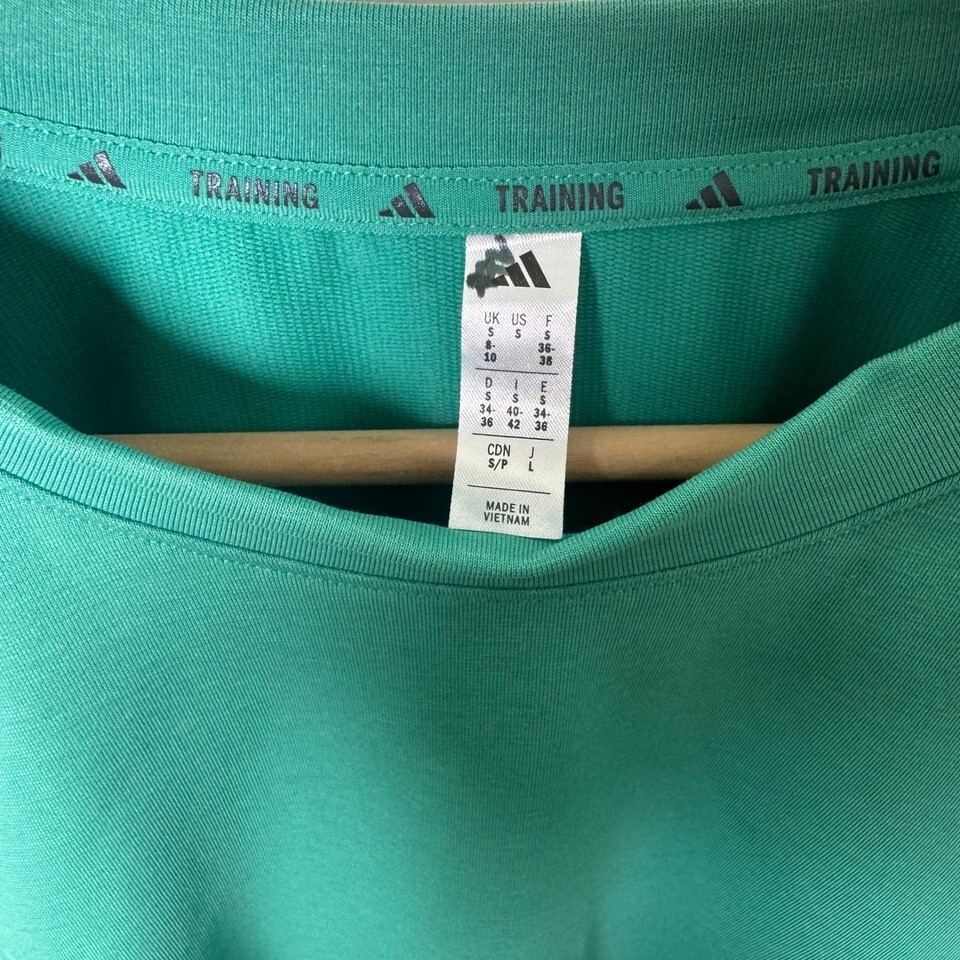 TRAINING TRAINING TRAINING
UK US F
S S S
8- 36-
10 38
D I E
S S S
34- 40- 34-
36 42 36
CDN J
S/P L
MADE IN
VIETNAM